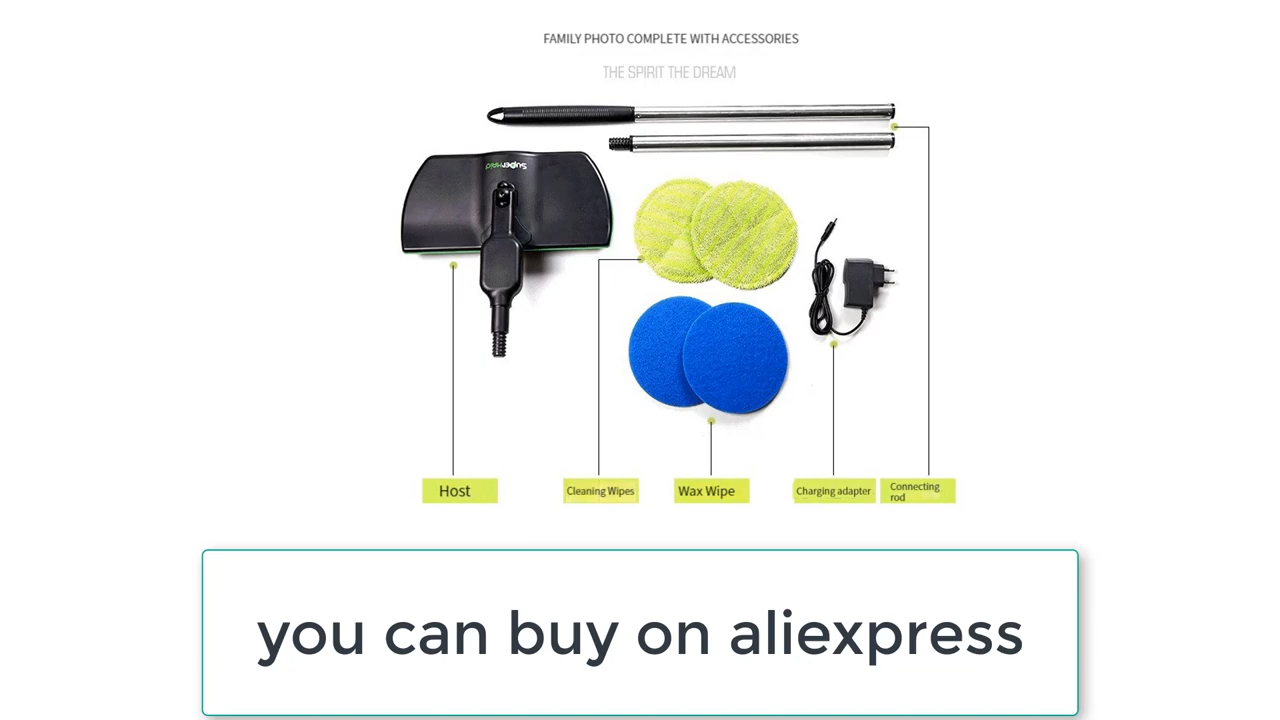 FAMILY PHOTO COMPLETE WITH ACCESSORIES
THE SPIRIT THE DREAM
Host
Cleaning Wipes
Wax Wipe
Charging adapter
Connecting
rod
you can buy on aliexpress